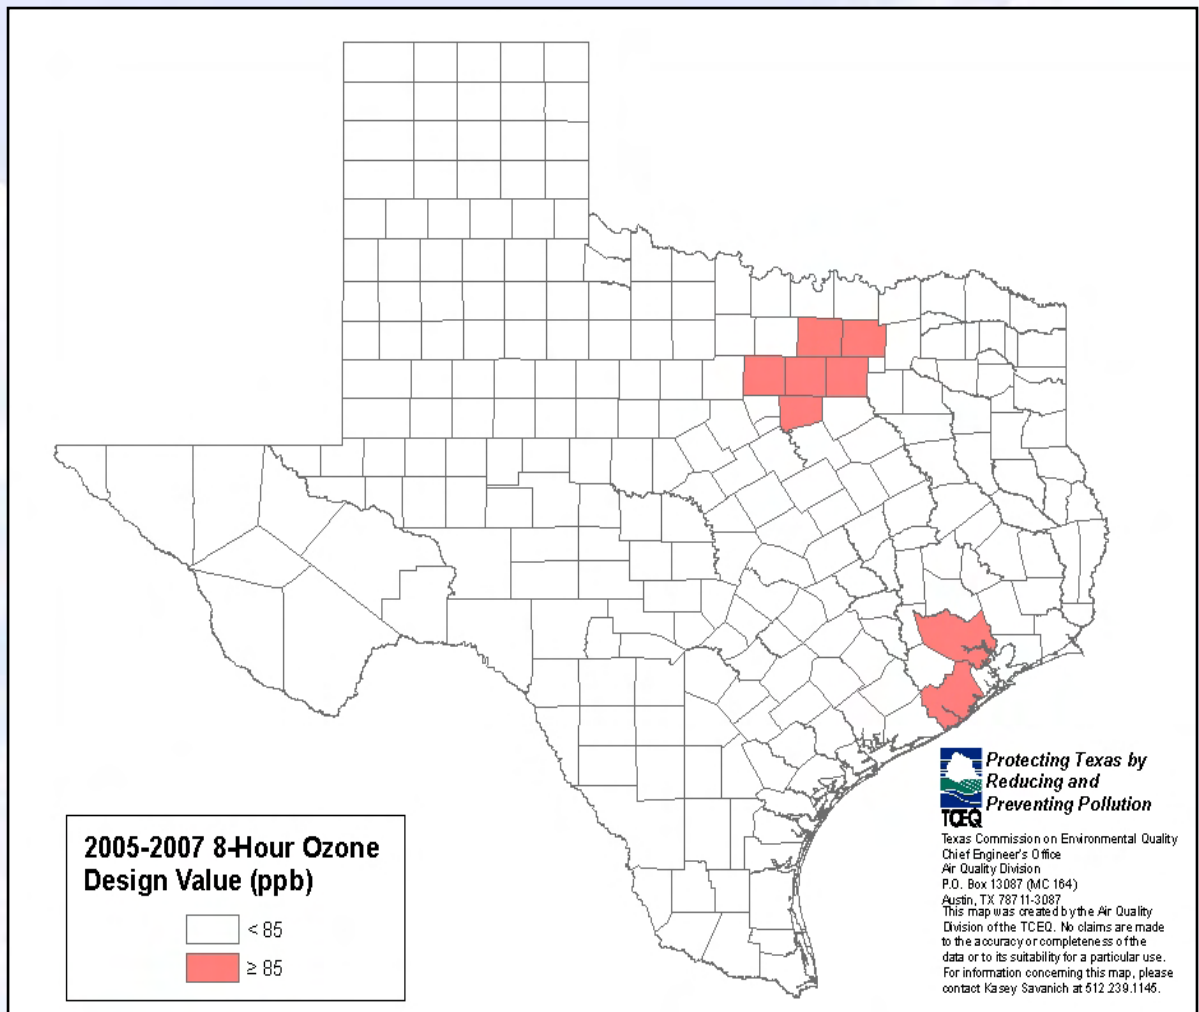 Protecting Texas by
Reducing and
Preventing Pollution
TCEQ
Texas Commission on Environmental Quality
Chief Engineer's Office
Air Quality Division
P.O. Box 13087 (MC 164)
Austin, TX 78711-3087
This map was created by the Air Quality
Division of the TCEQ. No claims are made
to the accuracy or completeness of the
data or to its suitability for a particular use.
For information concerning this map, please
contact Kasey Savanich at 512.239.1145.
2005-2007 8-Hour Ozone
Design Value (ppb)
< 85
≥ 85